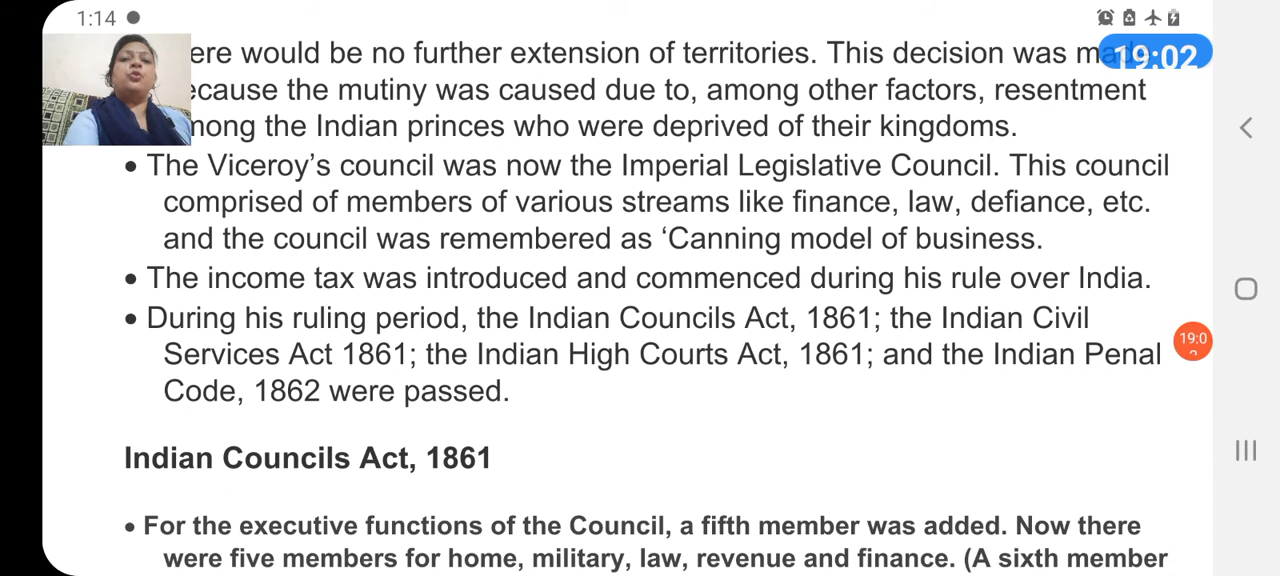 1:14
19:02
ere would be no further extension of territories. This decision was
ecause the mutiny was caused due to, among other factors, resentment
mong the Indian princes who were deprived of their kingdoms.
• The Viceroy's council was now the Imperial Legislative Council. This council
comprised of members of various streams like finance, law, defiance, etc.
and the council was remembered as ‘Canning model of business.
• The income tax was introduced and commenced during his rule over India.
• During his ruling period, the Indian Councils Act, 1861; the Indian Civil
Services Act 1861; the Indian High Courts Act, 1861; and the Indian Penal
Code, 1862 were passed.
19:0
Indian Councils Act, 1861
• For the executive functions of the Council, a fifth member was added. Now there
were five members for home, military, law, revenue and finance. (A sixth member